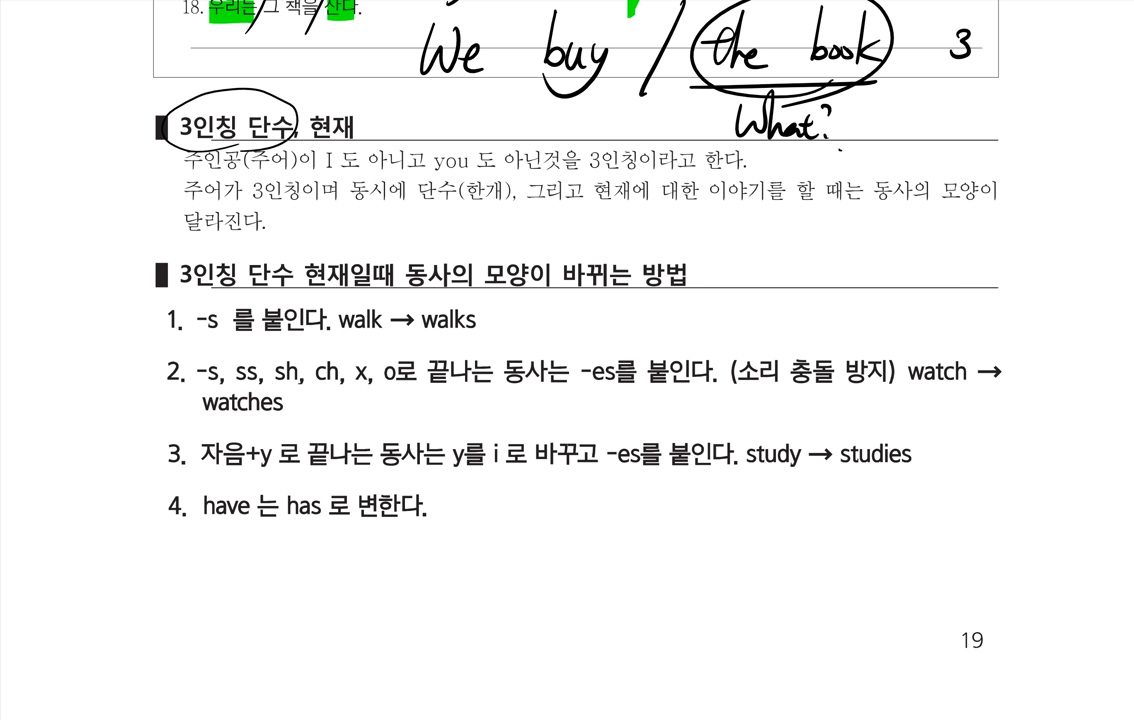 18. 우리는 그 책을 산다.
We buy / the book 3
What?
3인칭 단수, 현재
주인공(주어)이 I 도 아니고 you 도 아닌것을 3인칭이라고 한다.
주어가 3인칭이며 동시에 단수(한개), 그리고 현재에 대한 이야기를 할 때는 동사의 모양이
달라진다.
3인칭 단수 현재일때 동사의 모양이 바뀌는 방법
1. -s 를 붙인다. walk → walks
2. -s, ss, sh, ch, x, o로 끝나는 동사는 -es를 붙인다. (소리 충돌 방지) watch →
watches
3. 자음+y 로 끝나는 동사는 y를 i 로 바꾸고 -es를 붙인다. study → studies
4. have 는 has 로 변한다.
19